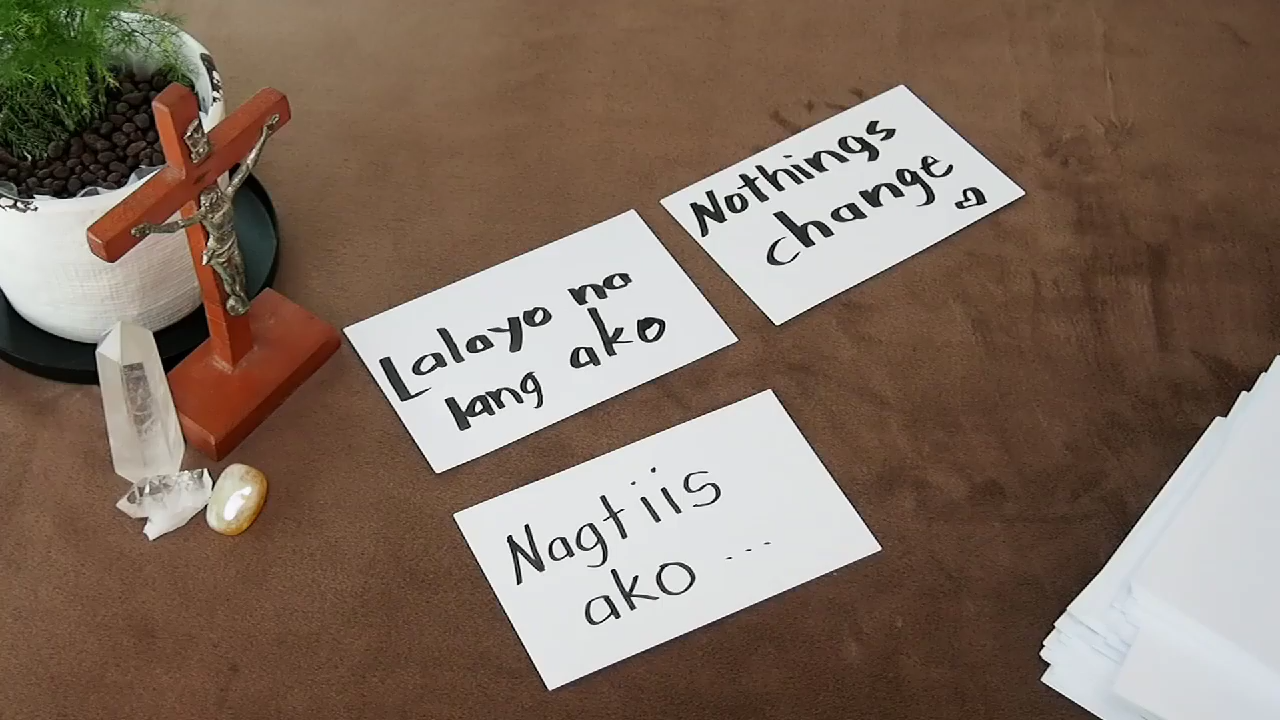 Nothings
change
Lalayo na
lang ako
Nagtiis
ako ...